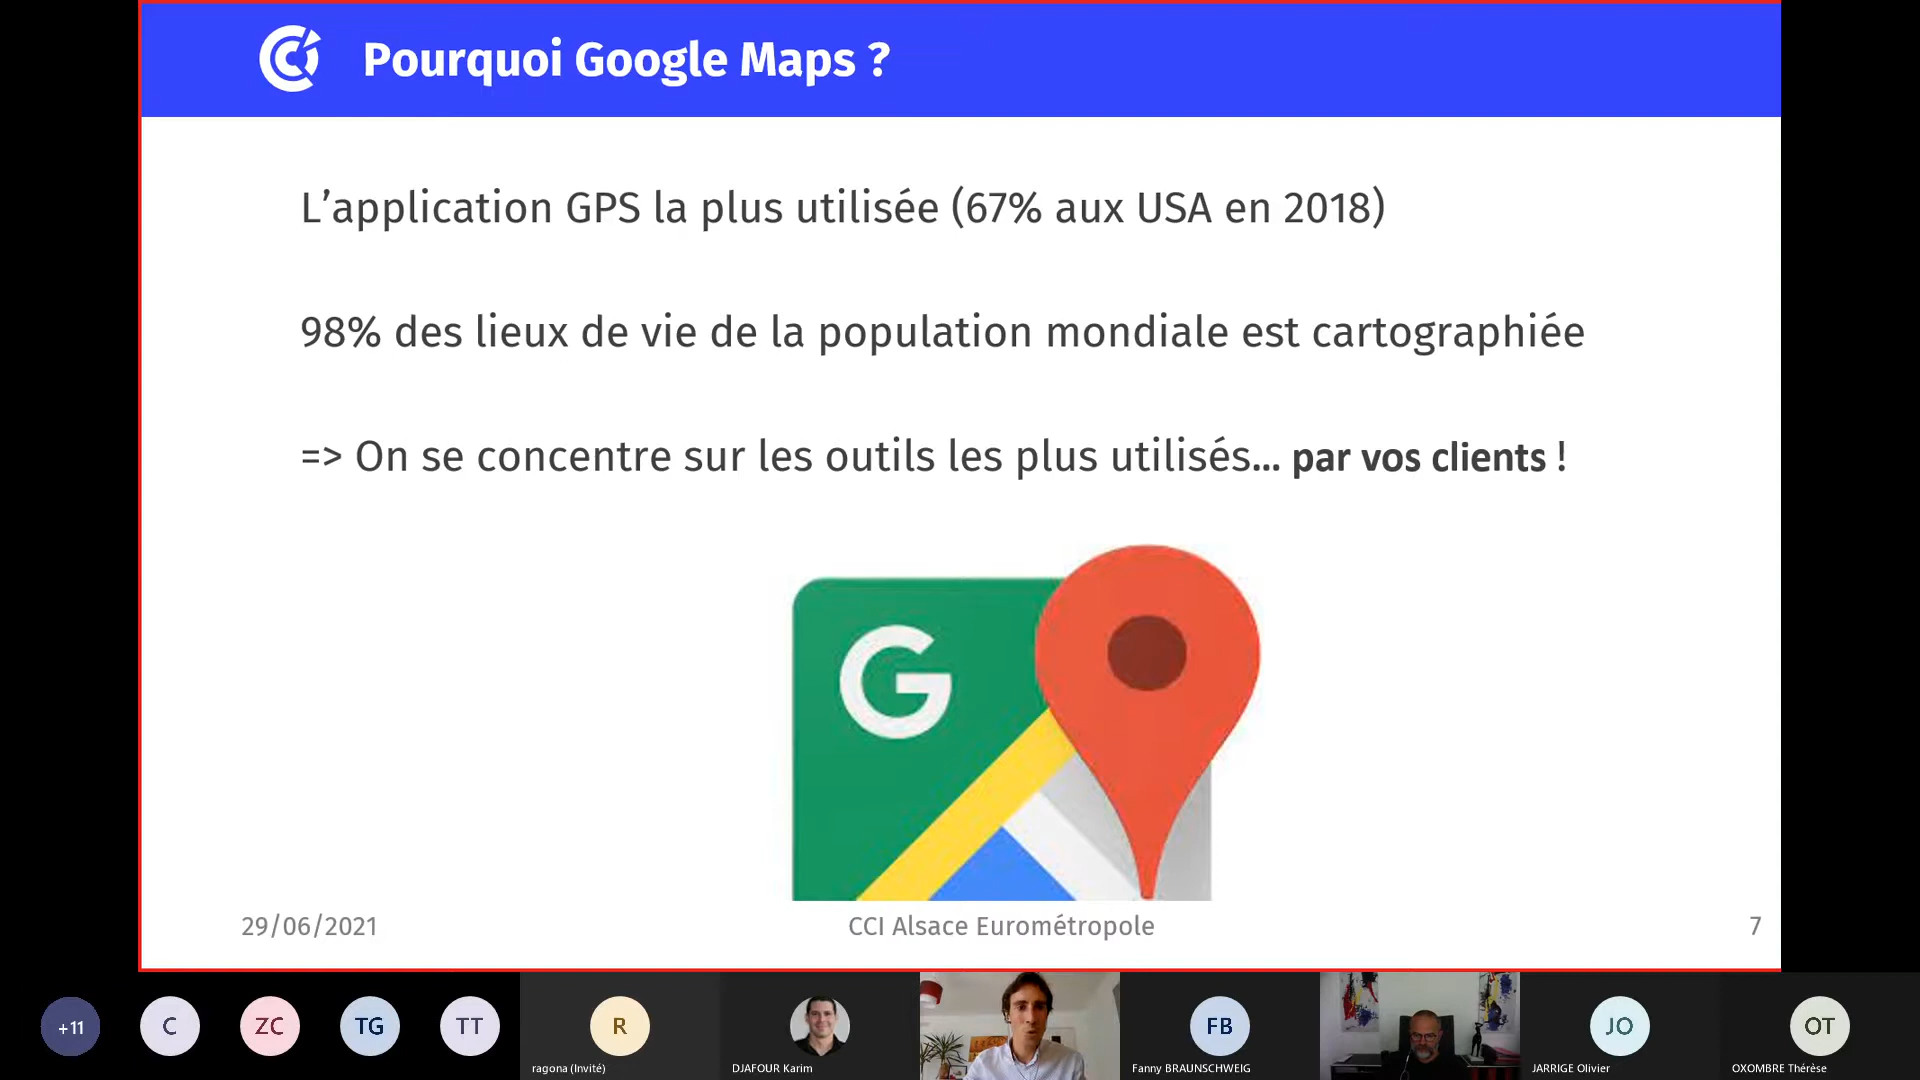 Pourquoi Google Maps ?
L’application GPS la plus utilisée (67% aux USA en 2018)
98% des lieux de vie de la population mondiale est cartographiée
=> On se concentre sur les outils les plus utilisés... par vos clients !
G
29/06/2021
CCI Alsace Eurométropole
7
+11
C
ZC
TG
TT
R
FB
JO
OT
ragona (Invité)
DJAFOUR Karim
Fanny BRAUNSCHWEIG
JARRIGE Olivier
OXOMBRE Thérèse